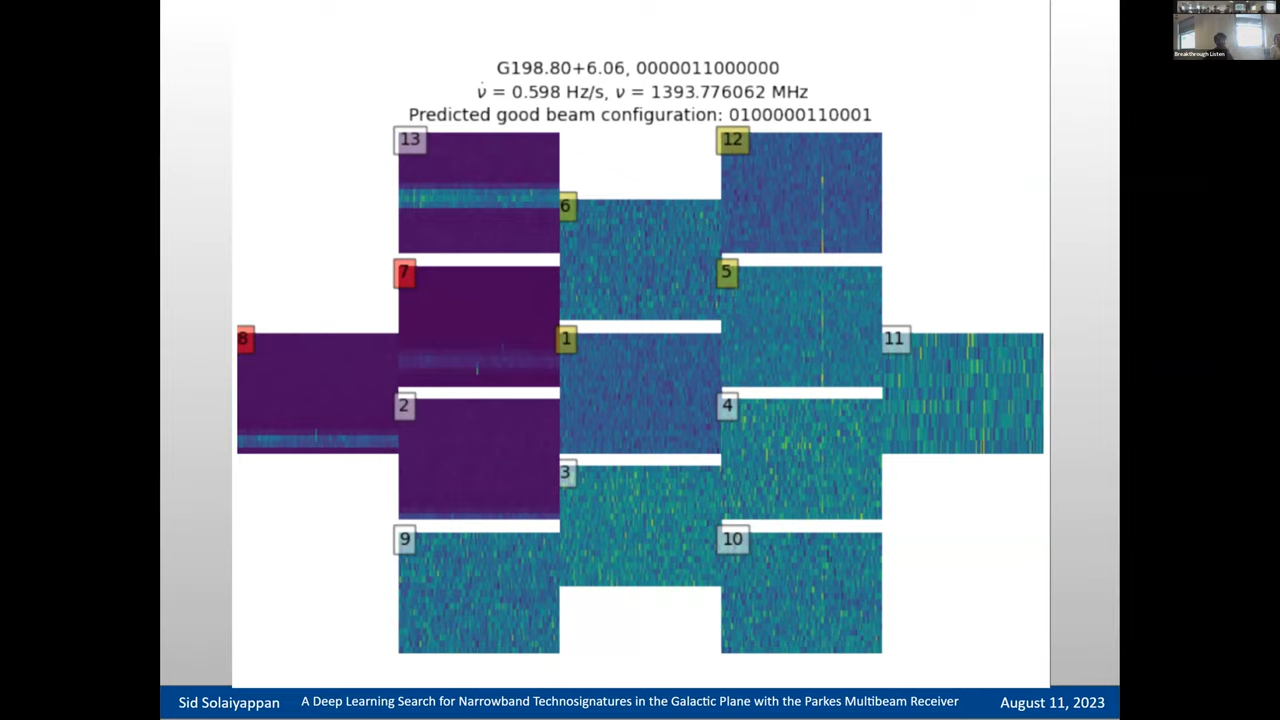 Breakthrough Listen
G198.80+6.06, 0000011000000
ν̇ = 0.598 Hz/s, ν = 1393.776062 MHz
Predicted good beam configuration: 0100000110001
13
12
6
7
5
8
1
11
2
4
3
9
10
Sid Solaiyappan
A Deep Learning Search for Narrowband Technosignatures in the Galactic Plane with the Parkes Multibeam Receiver
August 11, 2023